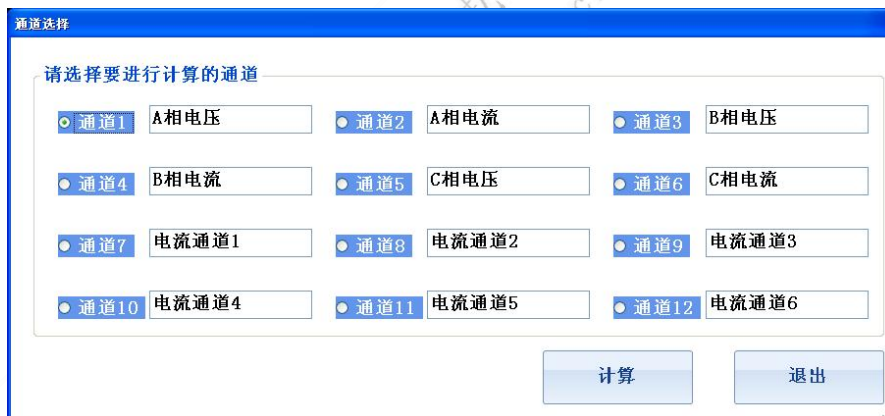 通道选择
请选择要进行计算的通道
通道1 A相电压 通道2 A相电流 通道3 B相电压
通道4 B相电流 通道5 C相电压 通道6 C相电流
通道7 电流通道1 通道8 电流通道2 通道9 电流通道3
通道10 电流通道4 通道11 电流通道5 通道12 电流通道6
计算 退出